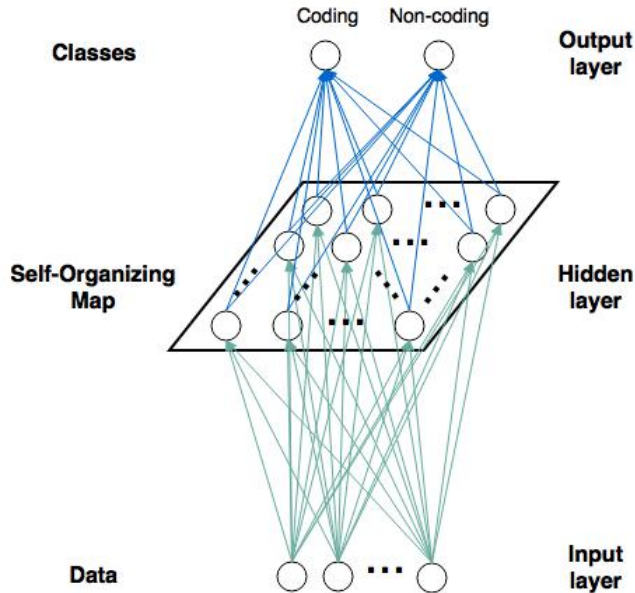 Coding Non-coding
Classes
Output
layer
Self-Organizing
Map
Hidden
layer
Data
Input
layer